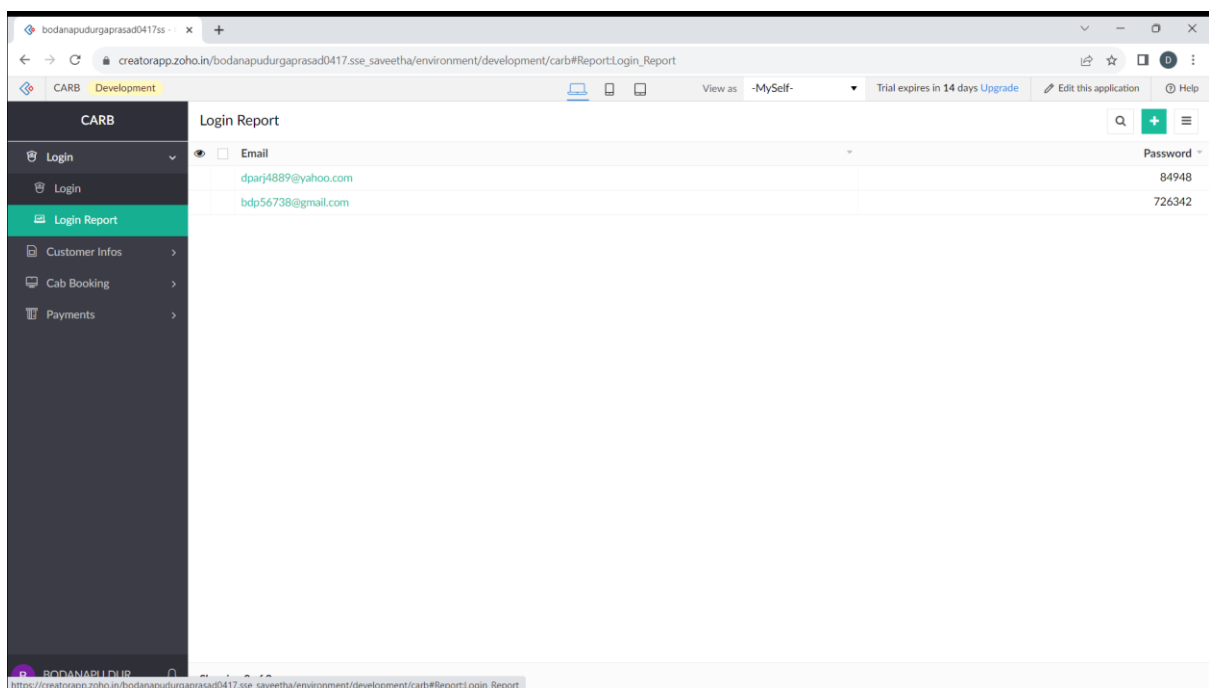 bodanapudurgaprasad0417ss -
creatorapp.zoho.in/bodanapudurgaprasad0417.sse_saveetha/environment/development/carb#Report:Login_Report
D
CARB Development View as -MySelf- Trial expires in 14 days Upgrade Edit this application Help
CARB
Login Report
Login
Email Password
Login
dparj4889@yahoo.com 84948
Login Report
bdp56738@gmail.com 726342
Customer Infos
Cab Booking
Payments
B BODANAPU DUR
https://creatorapp.zoho.in/bodanapudurgaprasad0417.sse_saveetha/environment/development/carb#Report:Login_Report